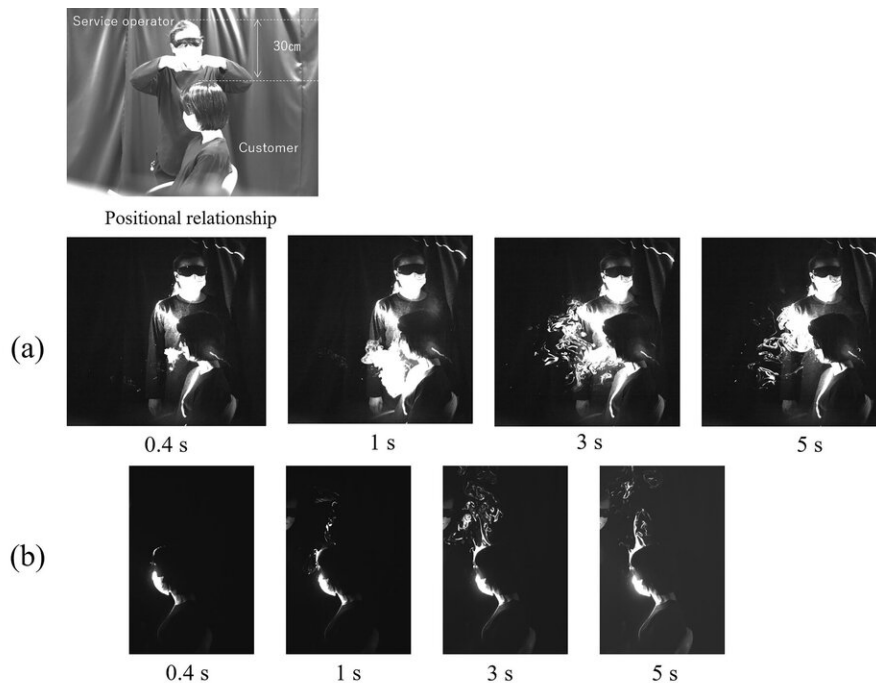 Service operator
30㎝
Customer
Positional relationship
(a)
0.4 s
1 s
3 s
5 s
(b)
0.4 s
1 s
3 s
5 s